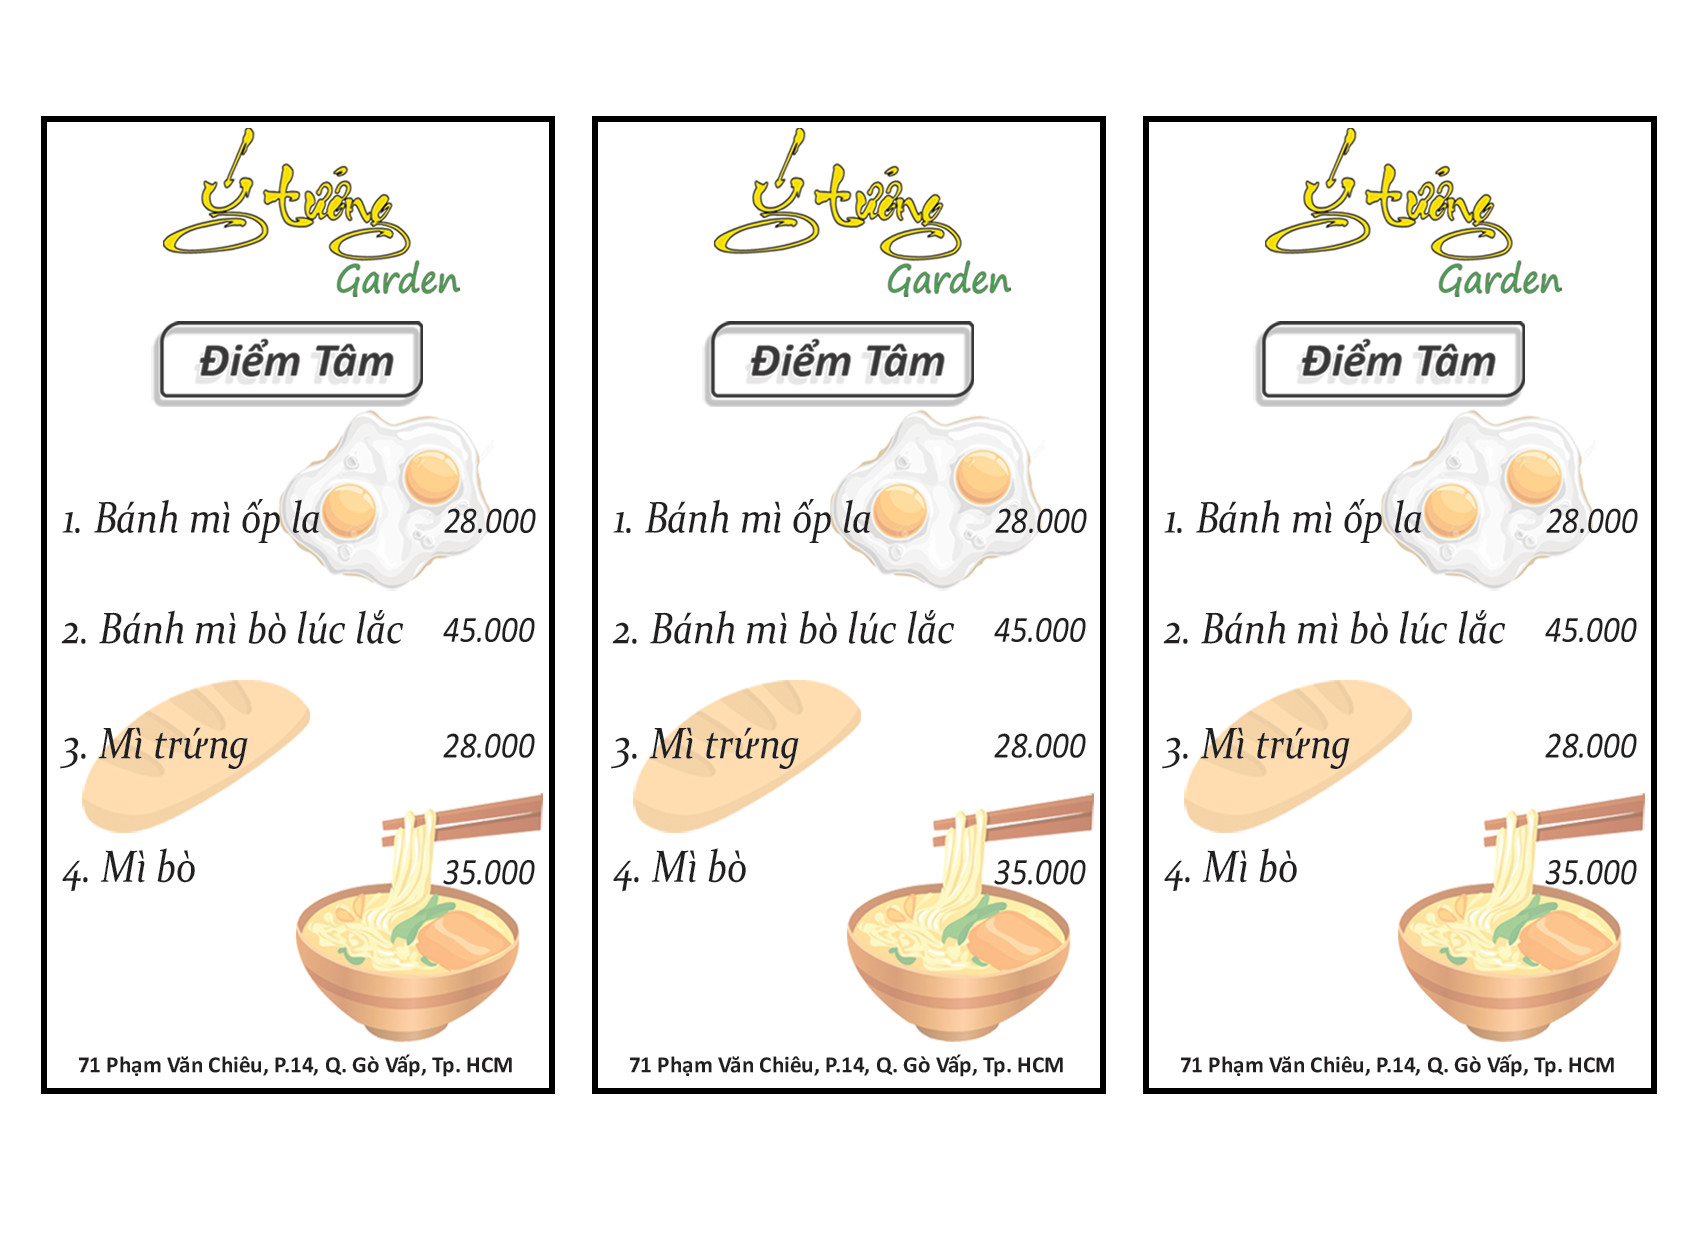 Ý tưởng
Garden
Điểm Tâm
1. Bánh mì ốp la 28.000
2. Bánh mì bò lúc lắc 45.000
3. Mì trứng 28.000
4. Mì bò 35.000
71 Phạm Văn Chiêu, P.14, Q. Gò Vấp, Tp. HCM
Ý tưởng
Garden
Điểm Tâm
1. Bánh mì ốp la 28.000
2. Bánh mì bò lúc lắc 45.000
3. Mì trứng 28.000
4. Mì bò 35.000
71 Phạm Văn Chiêu, P.14, Q. Gò Vấp, Tp. HCM
Ý tưởng
Garden
Điểm Tâm
1. Bánh mì ốp la 28.000
2. Bánh mì bò lúc lắc 45.000
3. Mì trứng 28.000
4. Mì bò 35.000
71 Phạm Văn Chiêu, P.14, Q. Gò Vấp, Tp. HCM